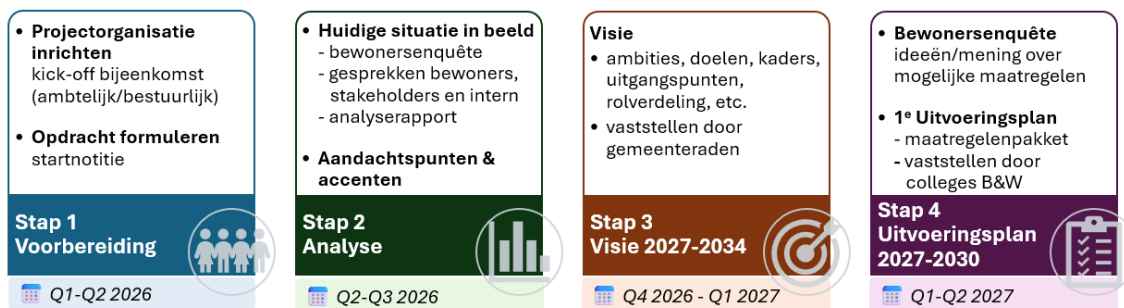 • Projectorganisatie
inrichten
kick-off bijeenkomst
(ambtelijk/bestuurlijk)
• Opdracht formuleren
startnotitie
Stap 1
Voorbereiding
Q1-Q2 2026
• Huidige situatie in beeld
- bewonersenquête
- gesprekken bewoners,
stakeholders en intern
- analyserapport
• Aandachtspunten &
accenten
Stap 2
Analyse
Q2-Q3 2026
Visie
• ambities, doelen, kaders,
uitgangspunten,
rolverdeling, etc.
• vaststellen door
gemeenteraden
Stap 3
Visie 2027-2034
Q4 2026 - Q1 2027
• Bewonersenquête
ideeën/mening over
mogelijke maatregelen
• 1e Uitvoeringsplan
- maatregelenpakket
- vaststellen door
colleges B&W
Stap 4
Uitvoeringsplan
2027-2030
Q1-Q2 2027